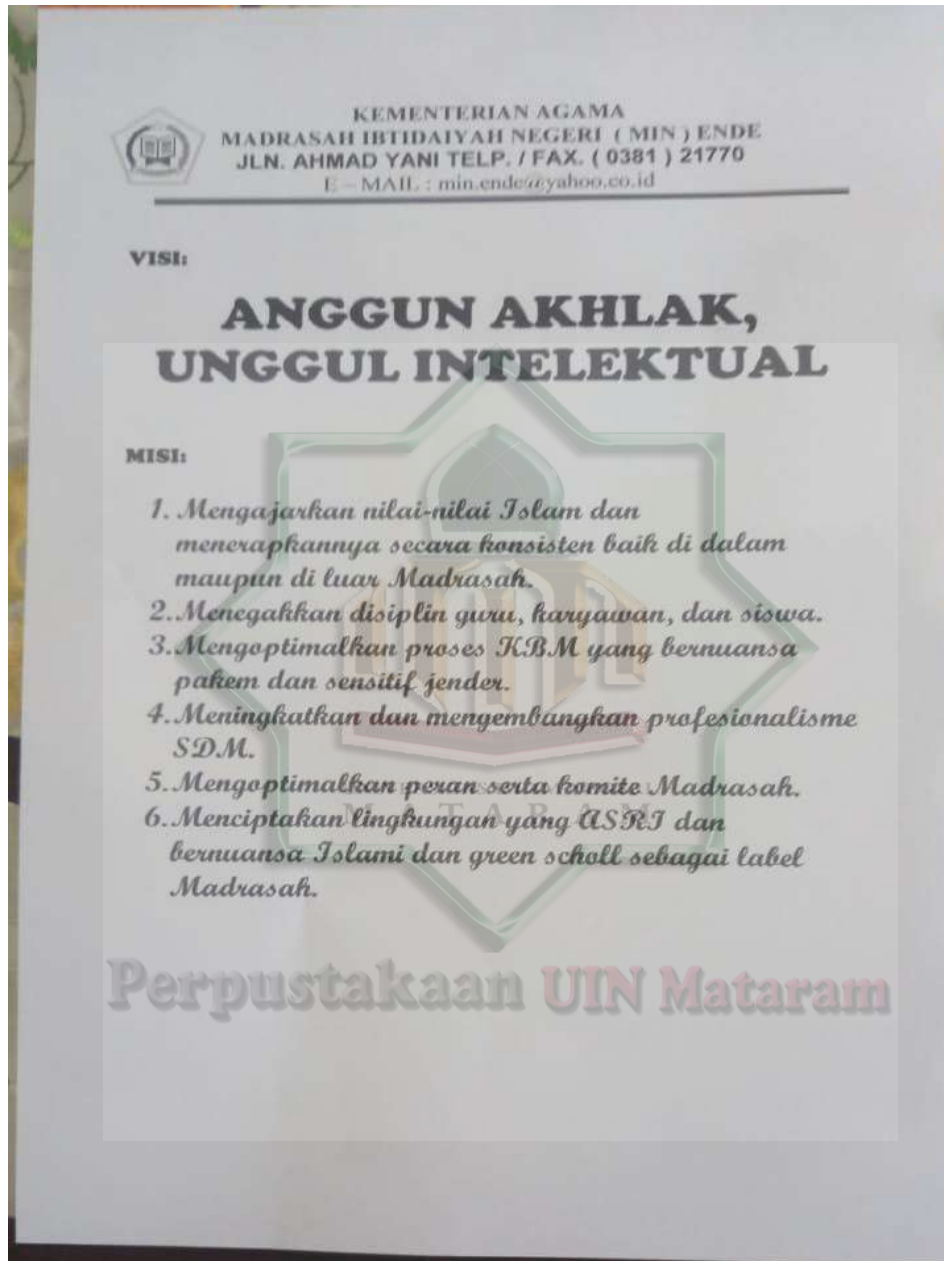 KEMENTERIAN AGAMA
MADRASAH IBTIDAIYAH NEGERI ( MIN ) ENDE
JLN. AHMAD YANI TELP. / FAX. ( 0381 ) 21770
E – MAIL : min.ende@yahoo.co.id
VISI:
ANGGUN AKHLAK,
UNGGUL INTELEKTUAL
MISI:
1. Mengajarkan nilai-nilai Islam dan
menerapkannya secara konsisten baik di dalam
maupun di luar Madrasah.
2. Menegakkan disiplin guru, karyawan, dan siswa.
3. Mengoptimalkan proses KBM yang bernuansa
pakem dan sensitif jender.
4. Meningkatkan dan mengembangkan profesionalisme
SDM.
5. Mengoptimalkan peran serta komite Madrasah.
MATARAM
6. Menciptakan lingkungan yang ASRI dan
bernuansa Islami dan green scholl sebagai label
Madrasah.
Perpustakaan UIN Mataram